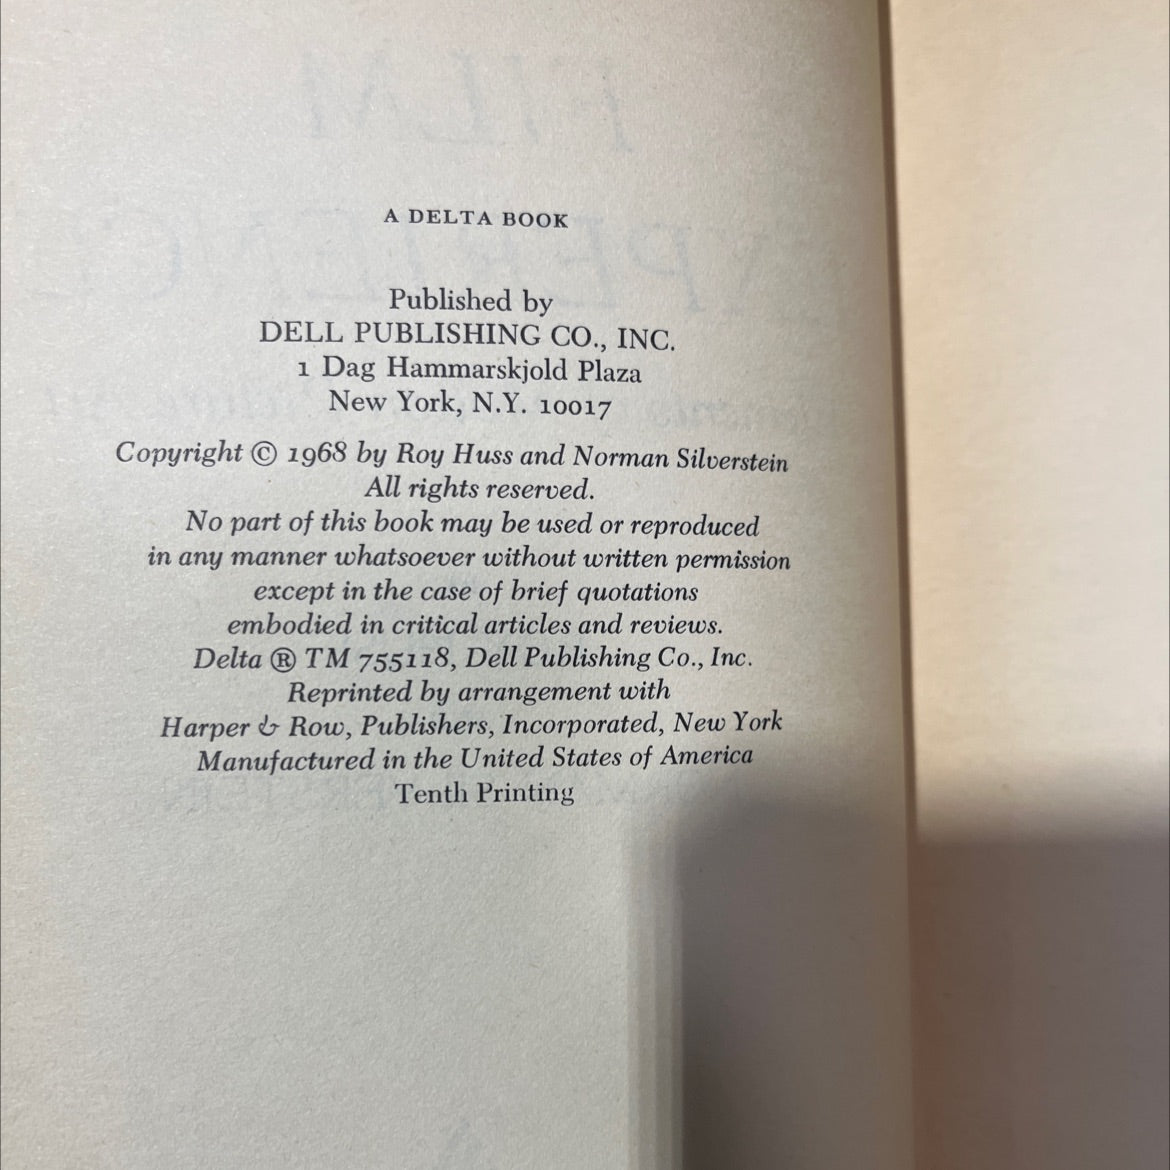 A DELTA BOOK
Published by
DELL PUBLISHING CO., INC.
1 Dag Hammarskjold Plaza
New York, N.Y. 10017
Copyright © 1968 by Roy Huss and Norman Silverstein
All rights reserved.
No part of this book may be used or reproduced
in any manner whatsoever without written permission
except in the case of brief quotations
embodied in critical articles and reviews.
Delta ® TM 755118, Dell Publishing Co., Inc.
Reprinted by arrangement with
Harper & Row, Publishers, Incorporated, New York
Manufactured in the United States of America
Tenth Printing